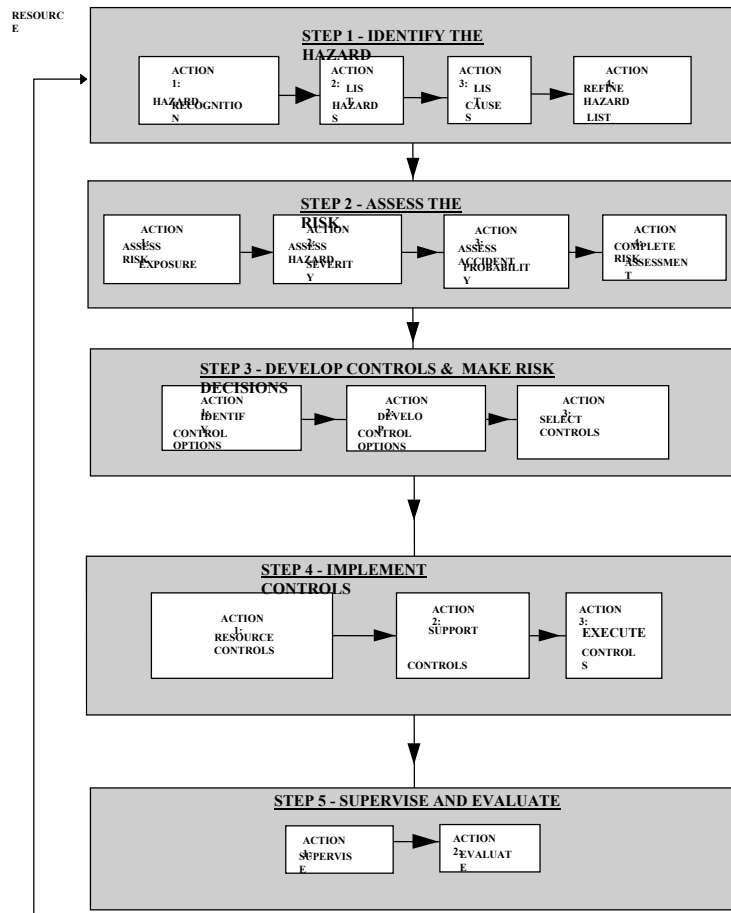 RESOURC
E
STEP 1 - IDENTIFY THE
HAZARD
ACTION
1:
HAZARD
RECOGNITIO
N
ACTION
2:
LIS
T
HAZARD
S
ACTION
3:
LIS
T
CAUSE
S
ACTION
4:
REFINE
HAZARD
LIST
STEP 2 - ASSESS THE
RISK
ACTION
1:
ASSESS
RISK
EXPOSURE
ACTION
2:
ASSESS
HAZARD
SEVERIT
Y
ACTION
3:
ASSESS
ACCIDENT
PROBABILIT
Y
ACTION
4:
COMPLETE
RISK
ASSESSMEN
T
STEP 3 - DEVELOP CONTROLS & MAKE RISK
DECISIONS
ACTION
1:
IDENTIF
Y
CONTROL
OPTIONS
ACTION
2:
DEVELO
P
CONTROL
OPTIONS
ACTION
3:
SELECT
CONTROLS
STEP 4 - IMPLEMENT
CONTROLS
ACTION
1:
RESOURCE
CONTROLS
ACTION
2:
SUPPORT
CONTROLS
ACTION
3:
EXECUTE
CONTROL
S
STEP 5 - SUPERVISE AND EVALUATE
ACTION
1:
SUPERVIS
E
ACTION
2:
EVALUAT
E